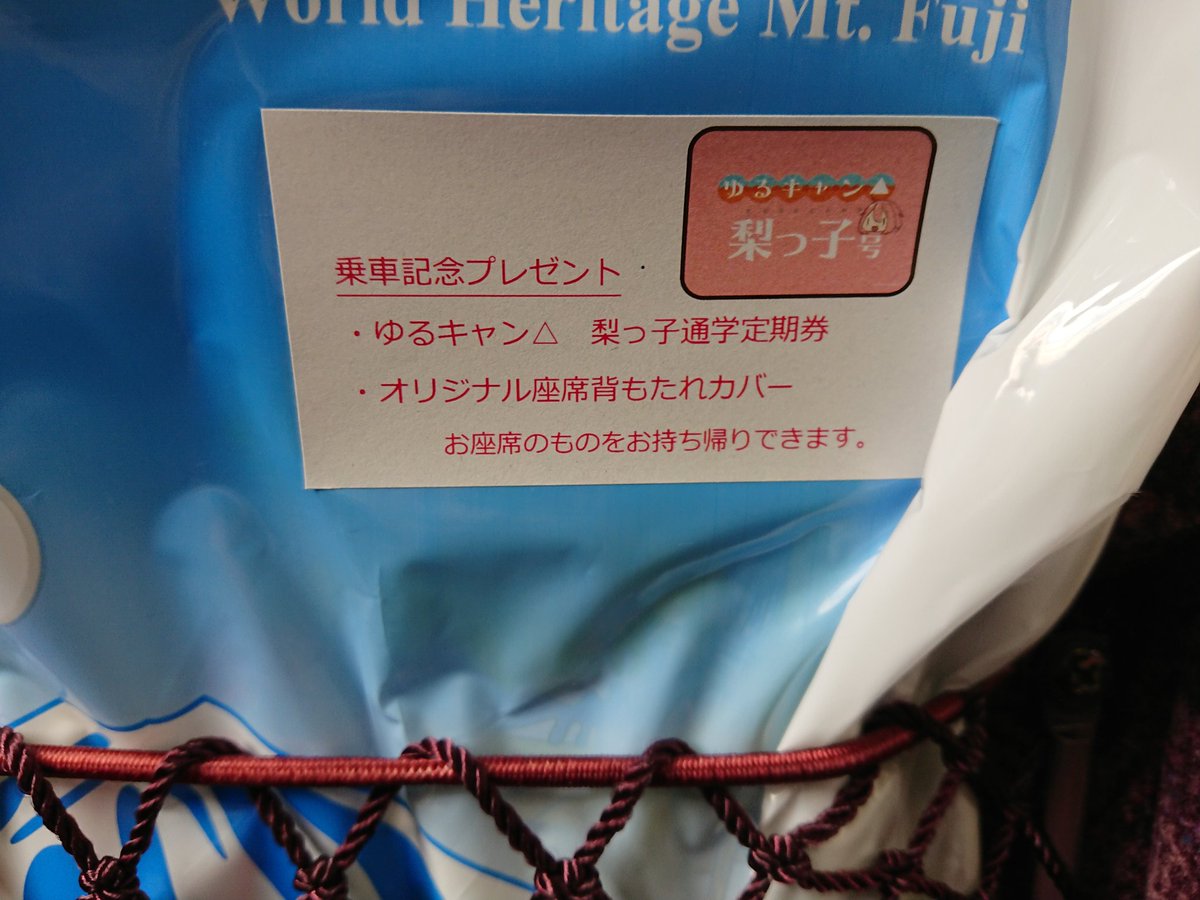 World Heritage Mt. Fuji
ゆるキャン△
梨っ子号
乗車記念プレゼント
・ゆるキャン△　梨っ子通学定期券
・オリジナル座席背もたれカバー
お座席のものをお持ち帰りできます。